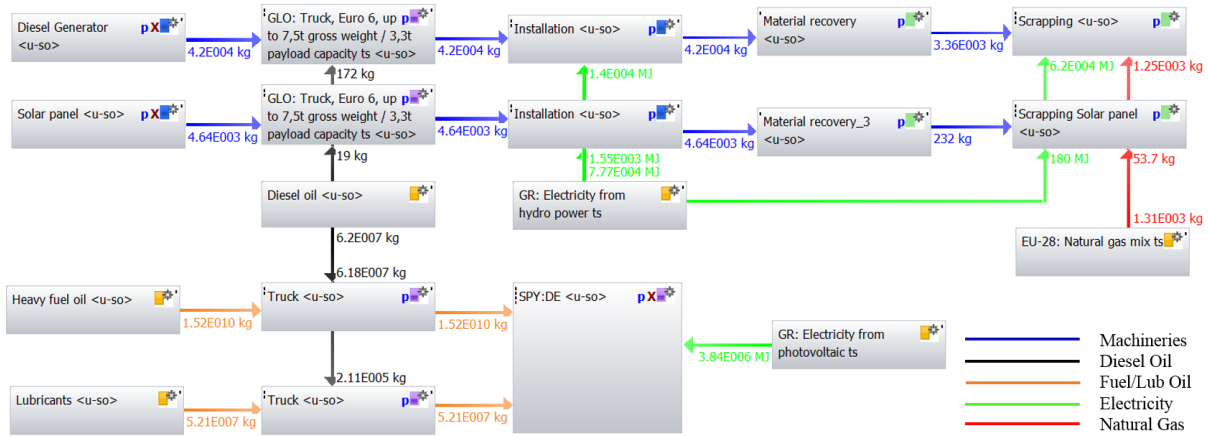 Diesel Generator
<u-so>
pX
4.2E004 kg
GLO: Truck, Euro 6, up
to 7,5t gross weight / 3,3t
payload capacity ts <u-so>
p
4.2E004 kg
Installation <u-so>
p
4.2E004 kg
Material recovery
<u-so>
p
3.36E003 kg
Scrapping <u-so>
p
172 kg
1.4E004 MJ
6.2E004 MJ
1.25E003 kg
Solar panel <u-so>
pX
4.64E003 kg
GLO: Truck, Euro 6, up
to 7,5t gross weight / 3,3t
payload capacity ts <u-so>
p
4.64E003 kg
Installation <u-so>
p
4.64E003 kg
Material recovery_3
<u-so>
p
232 kg
Scrapping Solar panel
<u-so>
p
19 kg
1.55E003 MJ
7.77E004 MJ
180 MJ
53.7 kg
Diesel oil <u-so>
GR: Electricity from
hydro power ts
1.31E003 kg
EU-28: Natural gas mix ts
6.2E007 kg
6.18E007 kg
Heavy fuel oil <u-so>
1.52E010 kg
Truck <u-so>
p
1.52E010 kg
SPY:DE <u-so>
pX
3.84E006 MJ
GR: Electricity from
photovoltaic ts
2.11E005 kg
Lubricants <u-so>
5.21E007 kg
Truck <u-so>
p
5.21E007 kg
Machineries
Diesel Oil
Fuel/Lub Oil
Electricity
Natural Gas